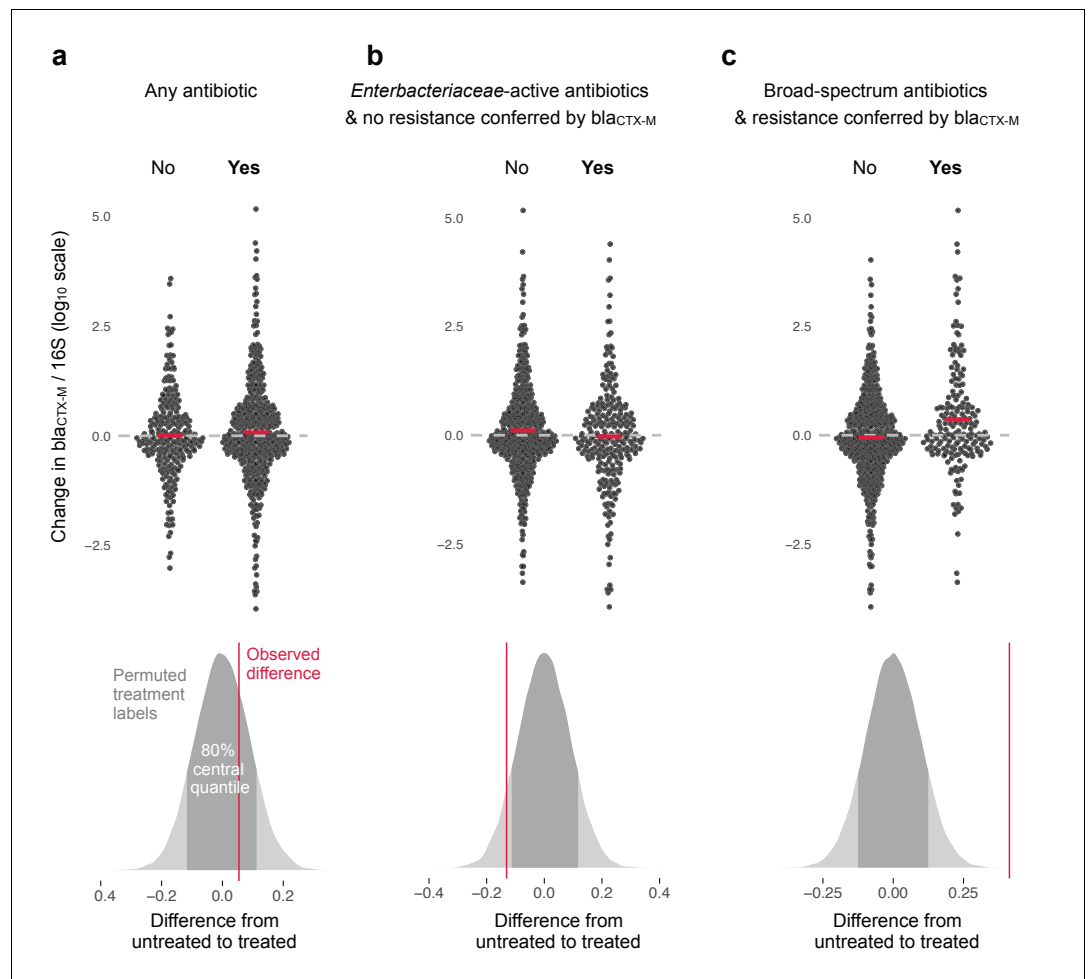 a
Any antibiotic
No Yes
Change in blaCTX-M / 16S (log10 scale)
5.0
2.5
0.0
−2.5
Permuted
treatment
labels
Observed
difference
80%
central
quantile
0.4 −0.2 0.0 0.2
Difference from
untreated to treated
b
Enterbacteriaceae-active antibiotics
& no resistance conferred by blaCTX-M
No Yes
5.0
2.5
0.0
−2.5
−0.4 −0.2 0.0 0.2 0.4
Difference from
untreated to treated
c
Broad-spectrum antibiotics
& resistance conferred by blaCTX-M
No Yes
5.0
2.5
0.0
−2.5
−0.25 0.00 0.25
Difference from
untreated to treated